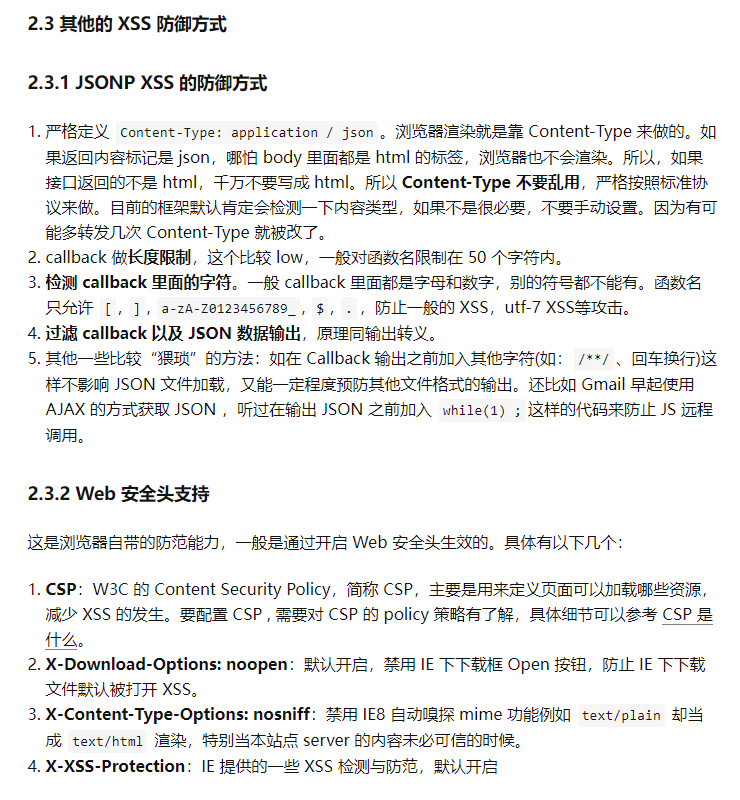 2.3 其他的 XSS 防御方式
2.3.1 JSONP XSS 的防御方式
1. 严格定义 Content-Type: application / json 。浏览器渲染就是靠 Content-Type 来做的。如
果返回内容标记是 json，哪怕 body 里面都是 html 的标签，浏览器也不会渲染。所以，如果
接口返回的不是 html，千万不要写成 html。所以 Content-Type 不要乱用，严格按照标准协
议来做。目前的框架默认肯定会检测一下内容类型，如果不是很必要，不要手动设置。因为有可
能多转发几次 Content-Type 就被改了。
2. callback 做长度限制，这个比较 low，一般对函数名限制在 50 个字符内。
3. 检测 callback 里面的字符。一般 callback 里面都是字母和数字，别的符号都不能有。函数名
只允许 [ , ] , a-zA-Z0123456789_ , $ , . ，防止一般的 XSS，utf-7 XSS等攻击。
4. 过滤 callback 以及 JSON 数据输出，原理同输出转义。
5. 其他一些比较“猥琐”的方法：如在 Callback 输出之前加入其他字符(如： /**/ 、回车换行)这
样不影响 JSON 文件加载，又能一定程度预防其他文件格式的输出。还比如 Gmail 早起使用
AJAX 的方式获取 JSON ，听过在输出 JSON 之前加入 while(1) ; 这样的代码来防止 JS 远程
调用。
2.3.2 Web 安全头支持
这是浏览器自带的防范能力，一般是通过开启 Web 安全头生效的。具体有以下几个：
1. CSP：W3C 的 Content Security Policy，简称 CSP，主要是用来定义页面可以加载哪些资源，
减少 XSS 的发生。要配置 CSP , 需要对 CSP 的 policy 策略有了解，具体细节可以参考 CSP 是
什么。
2. X-Download-Options: noopen：默认开启，禁用 IE 下下载框 Open 按钮，防止 IE 下下载
文件默认被打开 XSS。
3. X-Content-Type-Options: nosniff：禁用 IE8 自动嗅探 mime 功能例如 text/plain 却当
成 text/html 渲染，特别当本站点 server 的内容未必可信的时候。
4. X-XSS-Protection：IE 提供的一些 XSS 检测与防范，默认开启